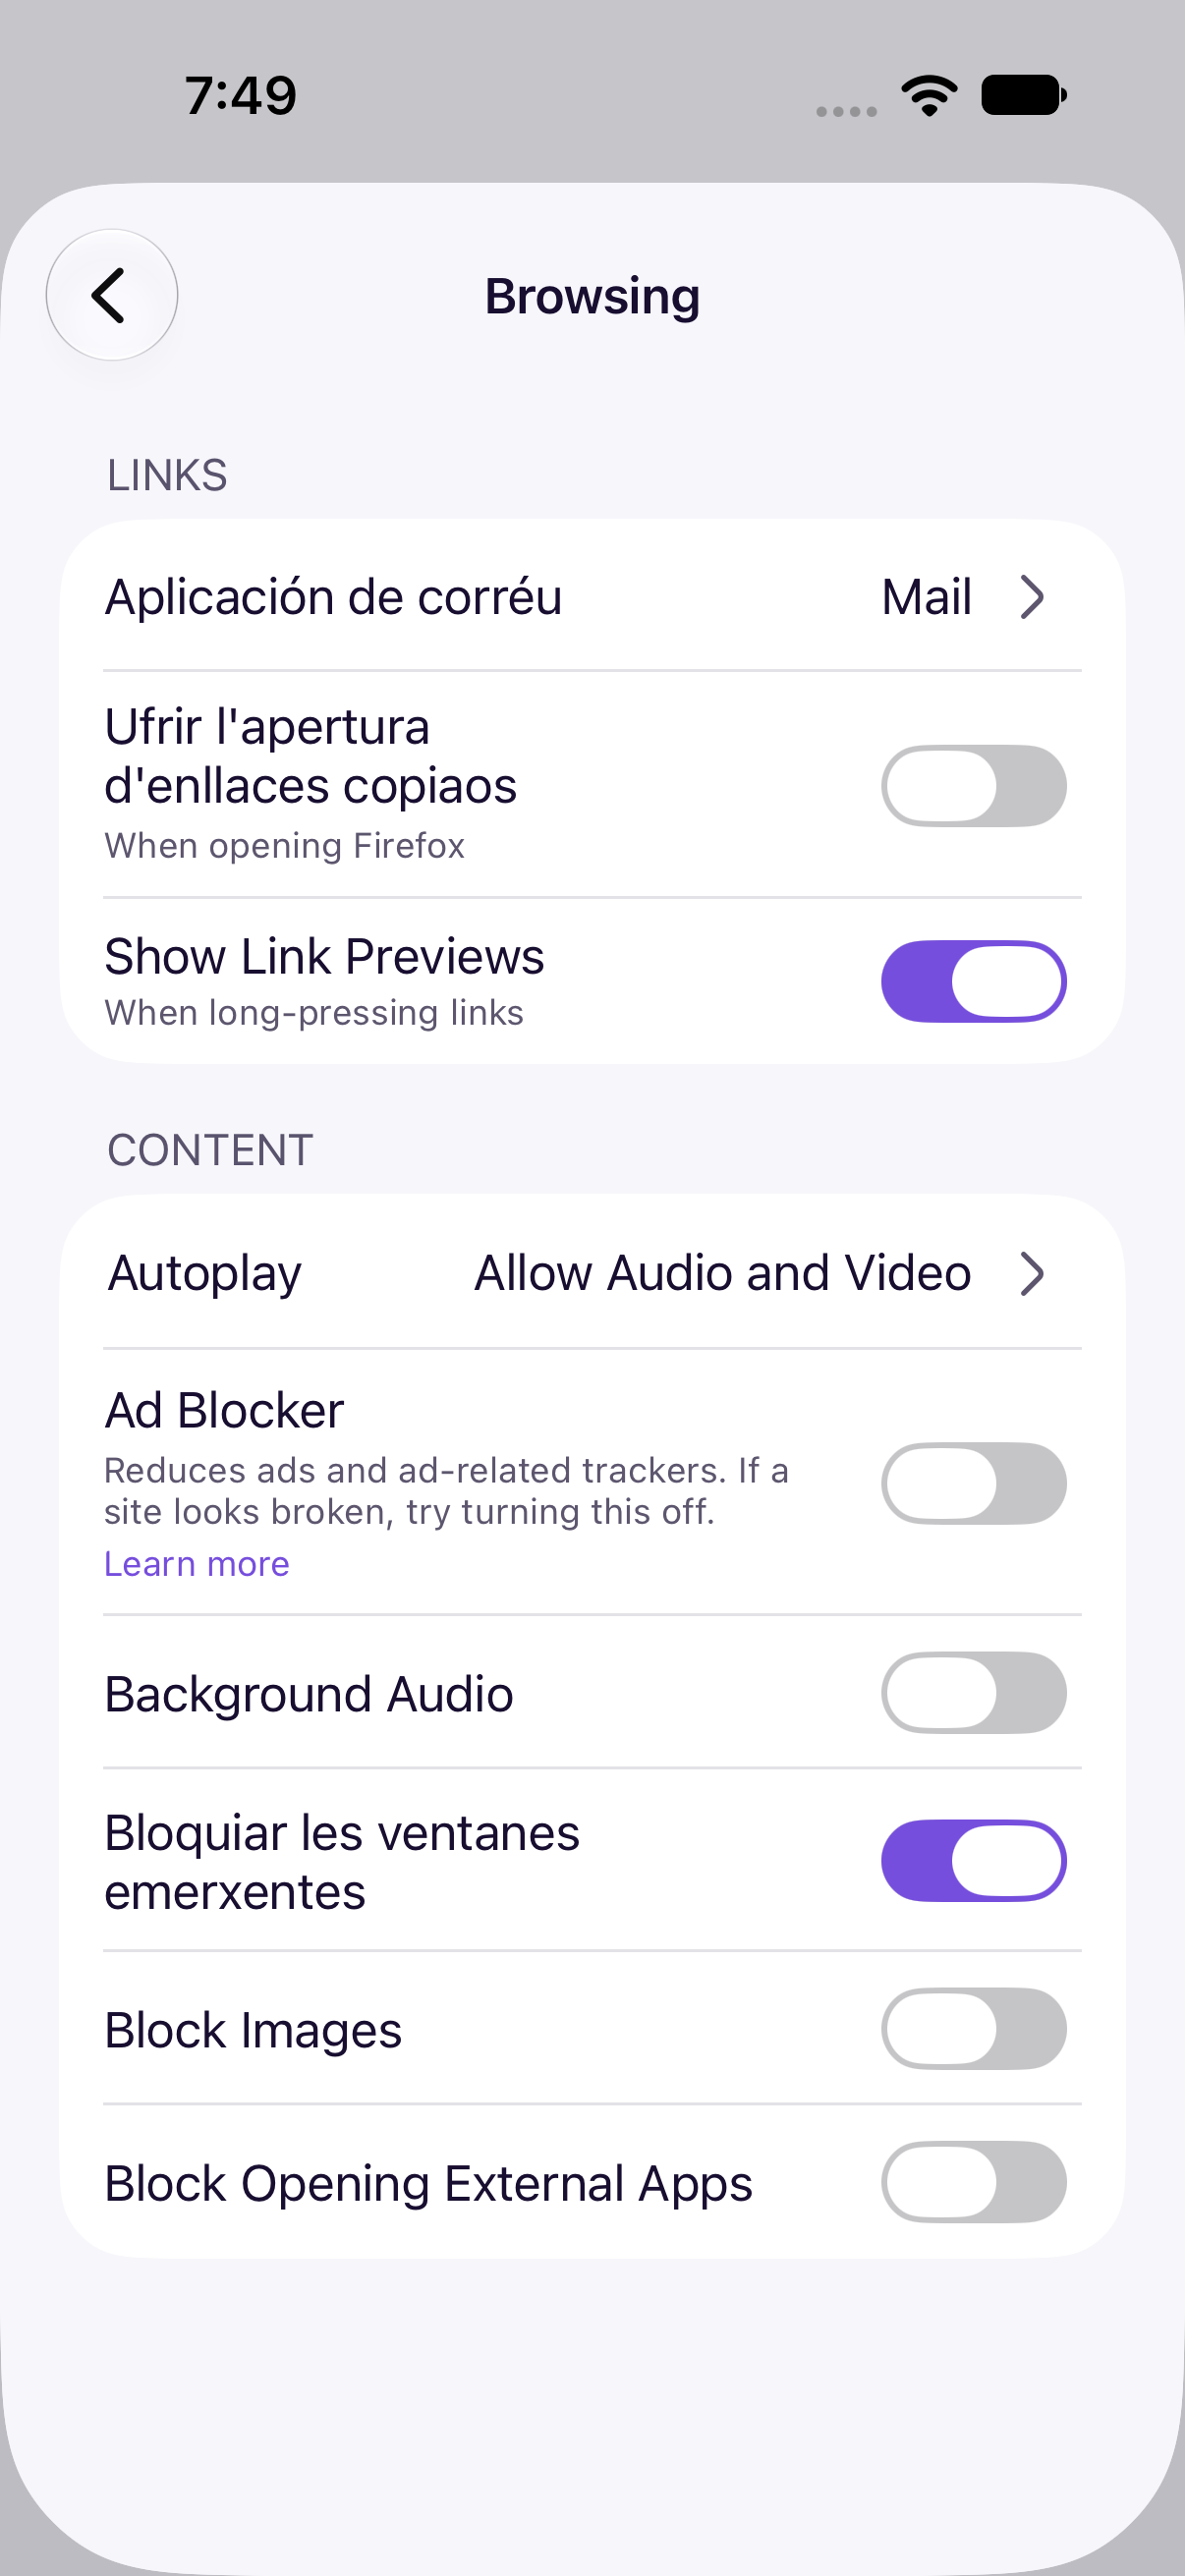 7:49
Browsing
LINKS
Aplicación de corréu
Mail
Ufrir l'apertura
d'enllaces copiaos
When opening Firefox
Show Link Previews
When long-pressing links
CONTENT
Autoplay
Allow Audio and Video
Ad Blocker
Reduces ads and ad-related trackers. If a
site looks broken, try turning this off.
Learn more
Background Audio
Bloquiar les ventanes
emerxentes
Block Images
Block Opening External Apps